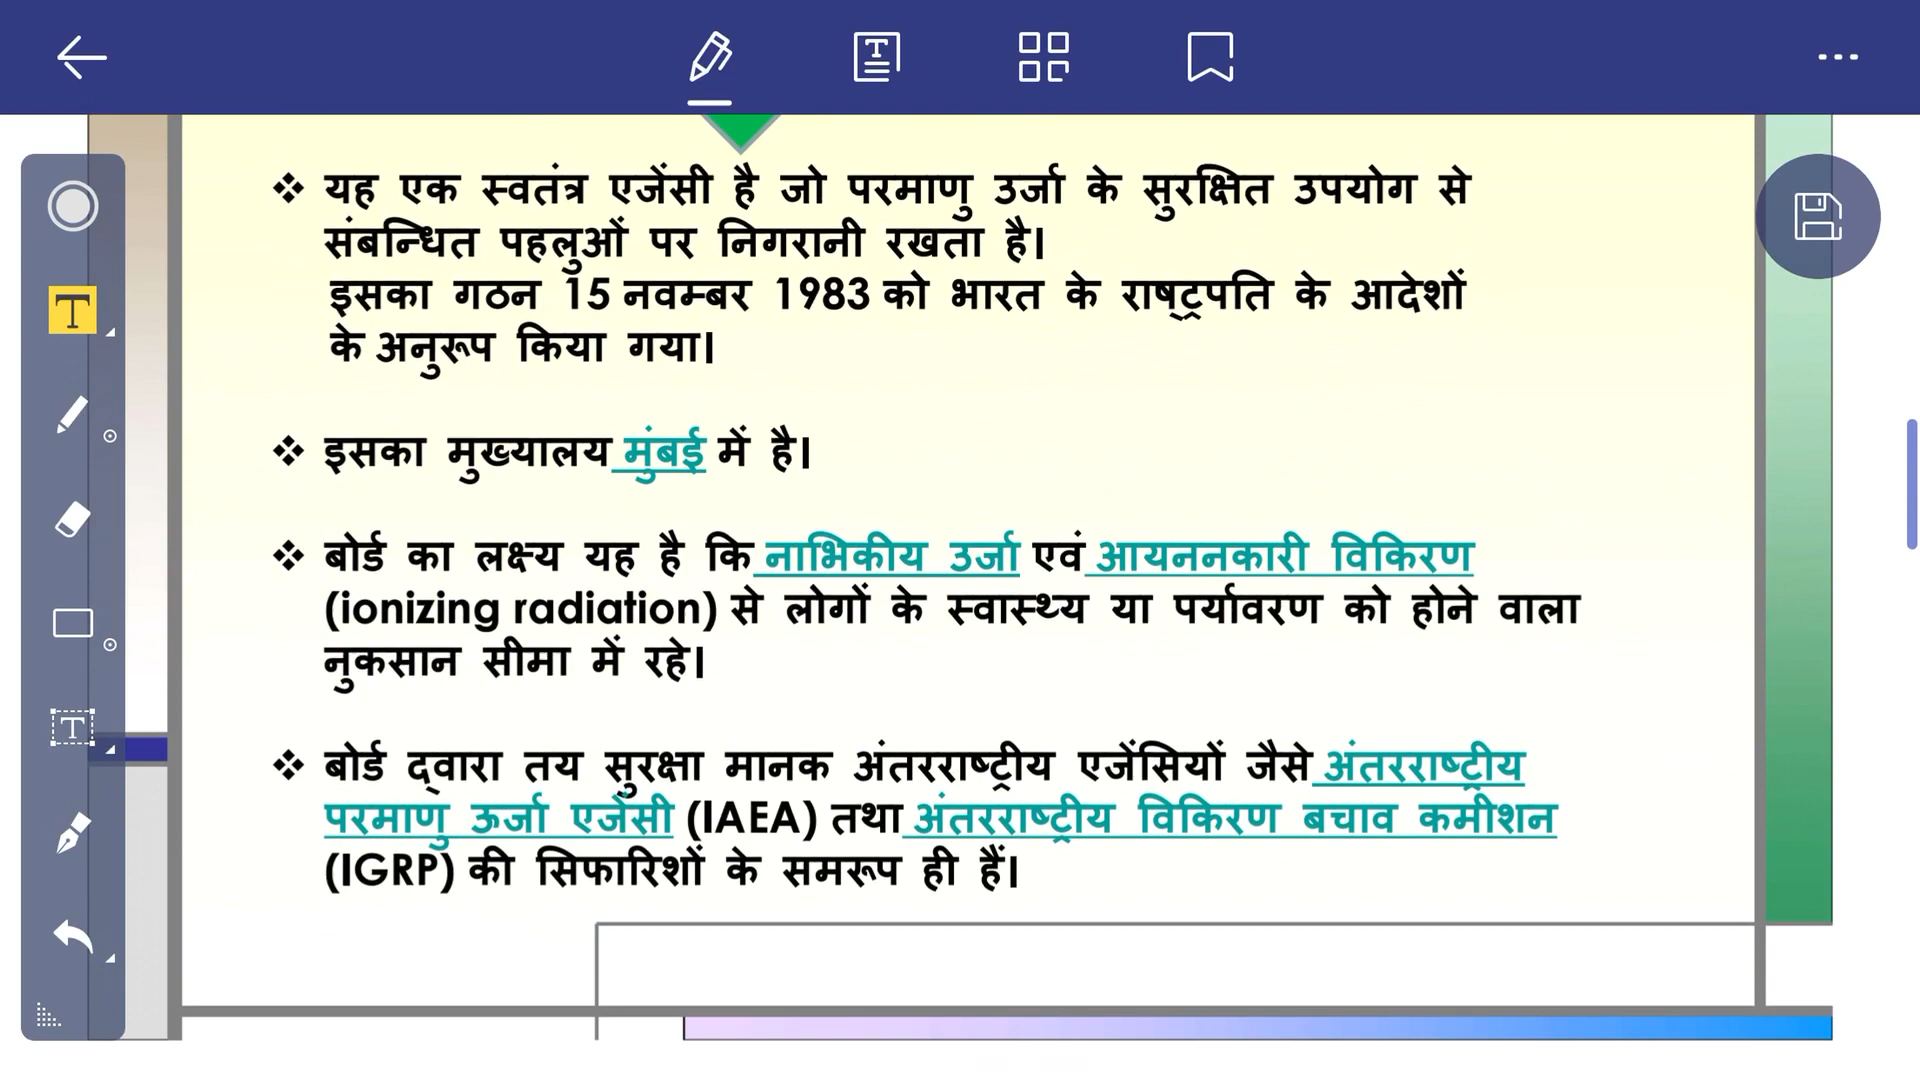 ❖ यह एक स्वतंत्र एजेंसी है जो परमाणु उर्जा के सुरक्षित उपयोग से
संबन्धित पहलुओं पर निगरानी रखता है।
इसका गठन 15 नवम्बर 1983 को भारत के राष्ट्रपति के आदेशों
के अनुरूप किया गया।
❖ इसका मुख्यालय मुंबई में है।
❖ बोर्ड का लक्ष्य यह है कि नाभिकीय उर्जा एवं आयननकारी विकिरण
(ionizing radiation) से लोगों के स्वास्थ्य या पर्यावरण को होने वाला
नुकसान सीमा में रहे।
❖ बोर्ड द्वारा तय सुरक्षा मानक अंतरराष्ट्रीय एजेंसियों जैसे अंतरराष्ट्रीय
परमाणु ऊर्जा एजेंसी (IAEA) तथा अंतरराष्ट्रीय विकिरण बचाव कमीशन
(IGRP) की सिफारिशों के समरूप ही हैं।